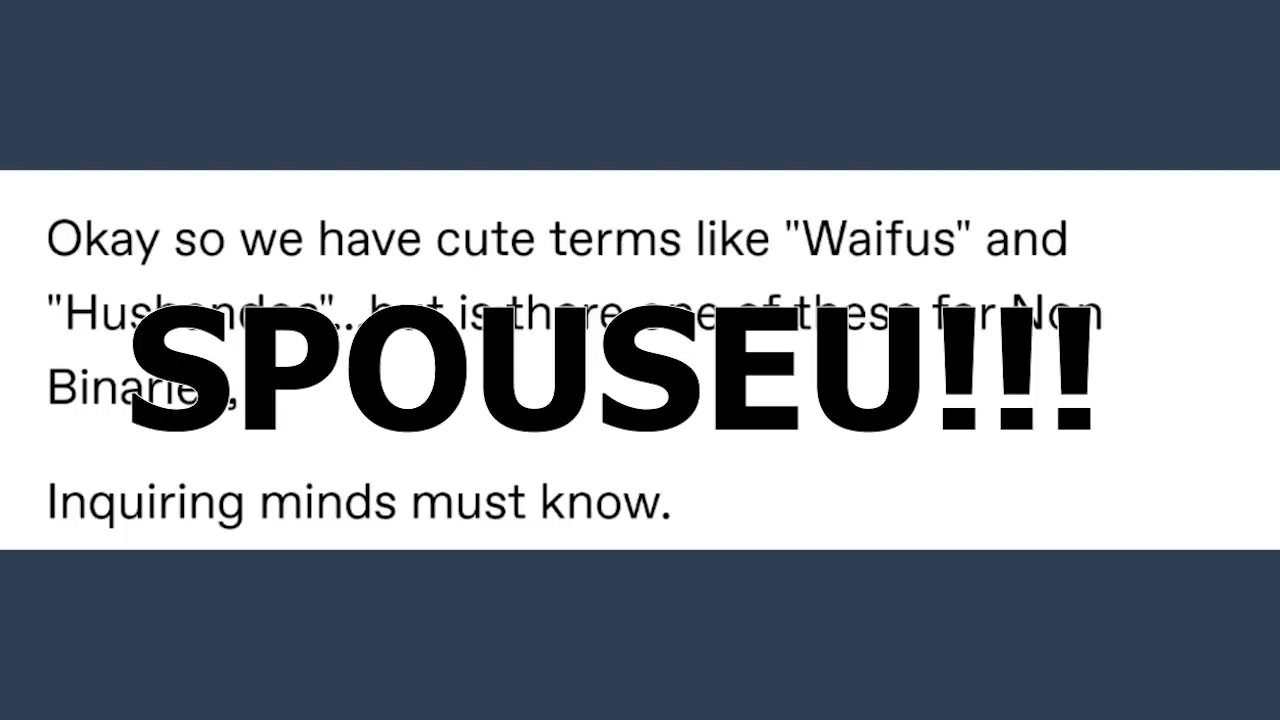 Okay so we have cute terms like "Waifus" and
"Husbandos"...but is there one of these for Non
Binaries,
SPOUSEU!!!
Inquiring minds must know.